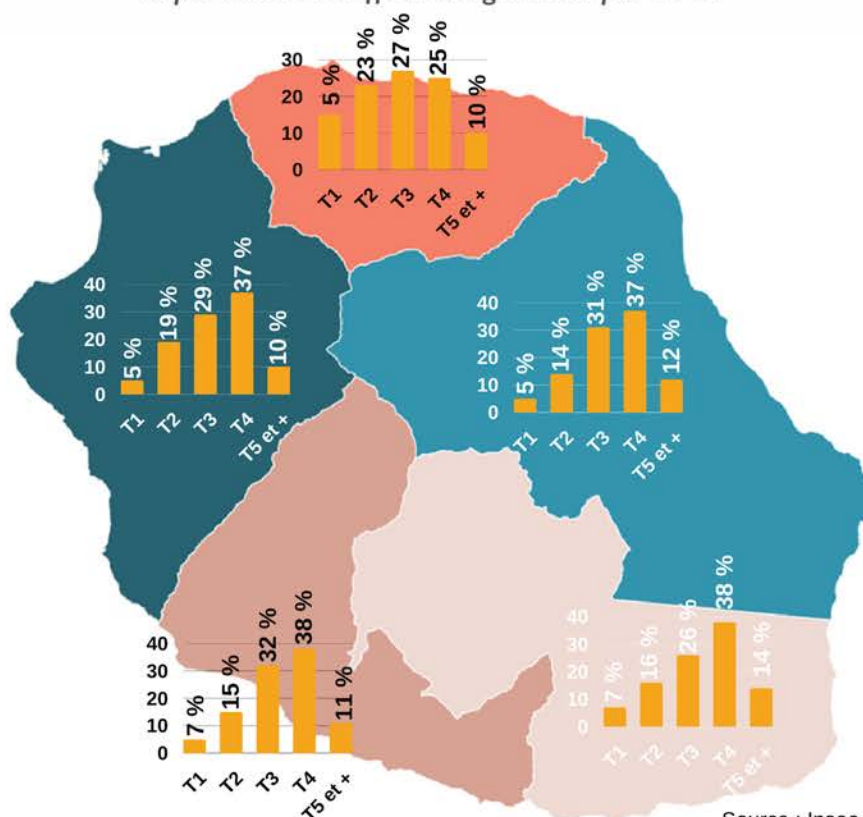 30
20
10
0
5 %
23 %
27 %
25 %
10 %
T1
T2
T3
T4
T5 et +
40
30
20
10
0
5 %
19 %
29 %
37 %
10 %
T1
T2
T3
T4
T5 et +
40
30
20
10
0
5 %
14 %
31 %
37 %
12 %
T1
T2
T3
T4
T5 et +
40
30
20
10
0
7 %
15 %
32 %
38 %
11 %
T1
T2
T3
T4
T5 et +
40
30
20
10
0
7 %
16 %
26 %
38 %
14 %
T1
T2
T3
T4
T5 et +
Source : Insee